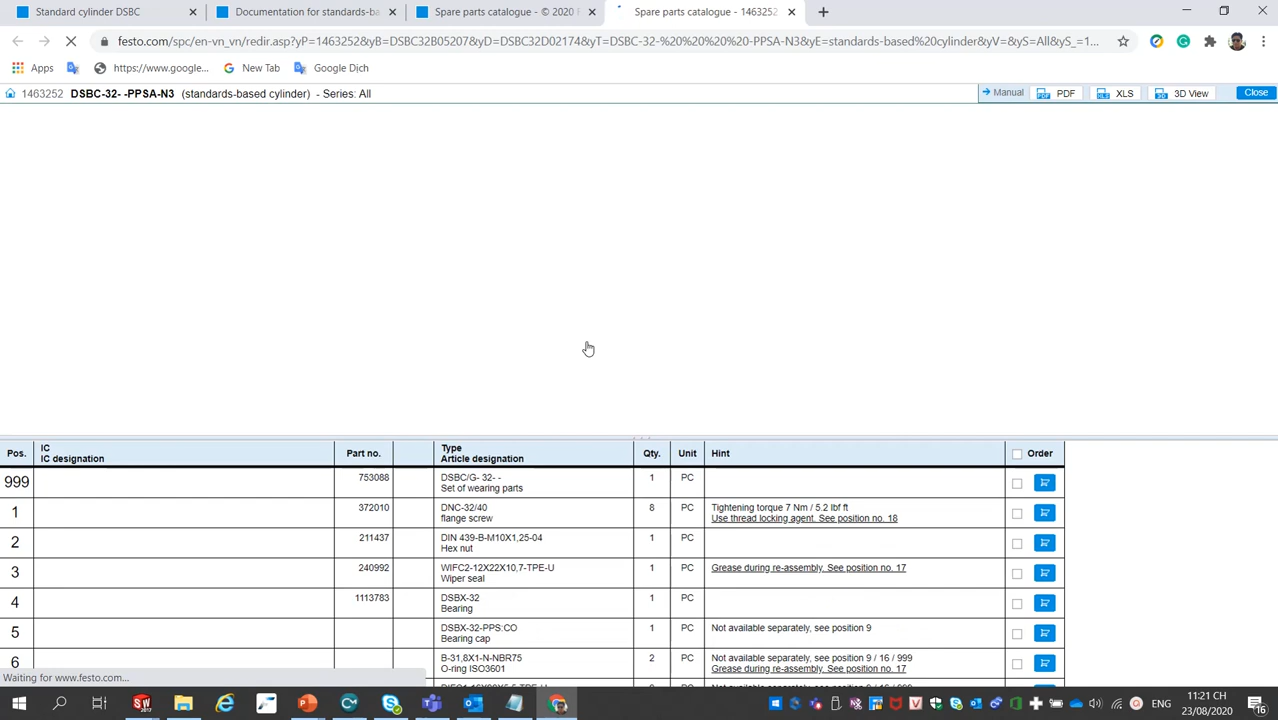 Standard cylinder DSBC
Documentation for standards-ba
Spare parts catalogue - © 2020 F
Spare parts catalogue - 1463252
festo.com/spc/en-vn_vn/redir.asp?yP=1463252&yB=DSBC32B0507&yD=DSBC32D02174&yT=DSBC-32-%20%20%20%20-PPSA-N3&yE=standards-based%20cylinder&yV=&yS=All&yS_=1...
Apps
https://www.google...
New Tab
Google Dịch
1463252 DSBC-32- -PPSA-N3 (standards-based cylinder) - Series: All
Manual PDF XLS 3D View Close
Pos. IC Part no. Type Qty. Unit Hint Order
IC designation Article designation
999 753088 DSBC/G- 32- - 1 PC
Set of wearing parts
1 372010 DNC-32/40 8 PC Tightening torque 7 Nm / 5.2 lbf ft
flange screw Use thread locking agent. See position no. 18
2 211437 DIN 439-B-M10X1,25-04 1 PC
Hex nut
3 240992 WIFC2-12X22X10,7-TPE-U 1 PC Grease during re-assembly. See position no. 17
Wiper seal
4 1113783 DSBX-32 1 PC
Bearing
5 DSBX-32-PPS:CO 1 PC Not available separately, see position 9
Bearing cap
6 B-31,8X1-N-NBR75 2 PC Not available separately, see position 9 / 16 / 999
O-ring ISO3601 Grease during re-assembly. See position no. 17
Waiting for www.festo.com...
ENG
11:21 CH
23/08/2020
16